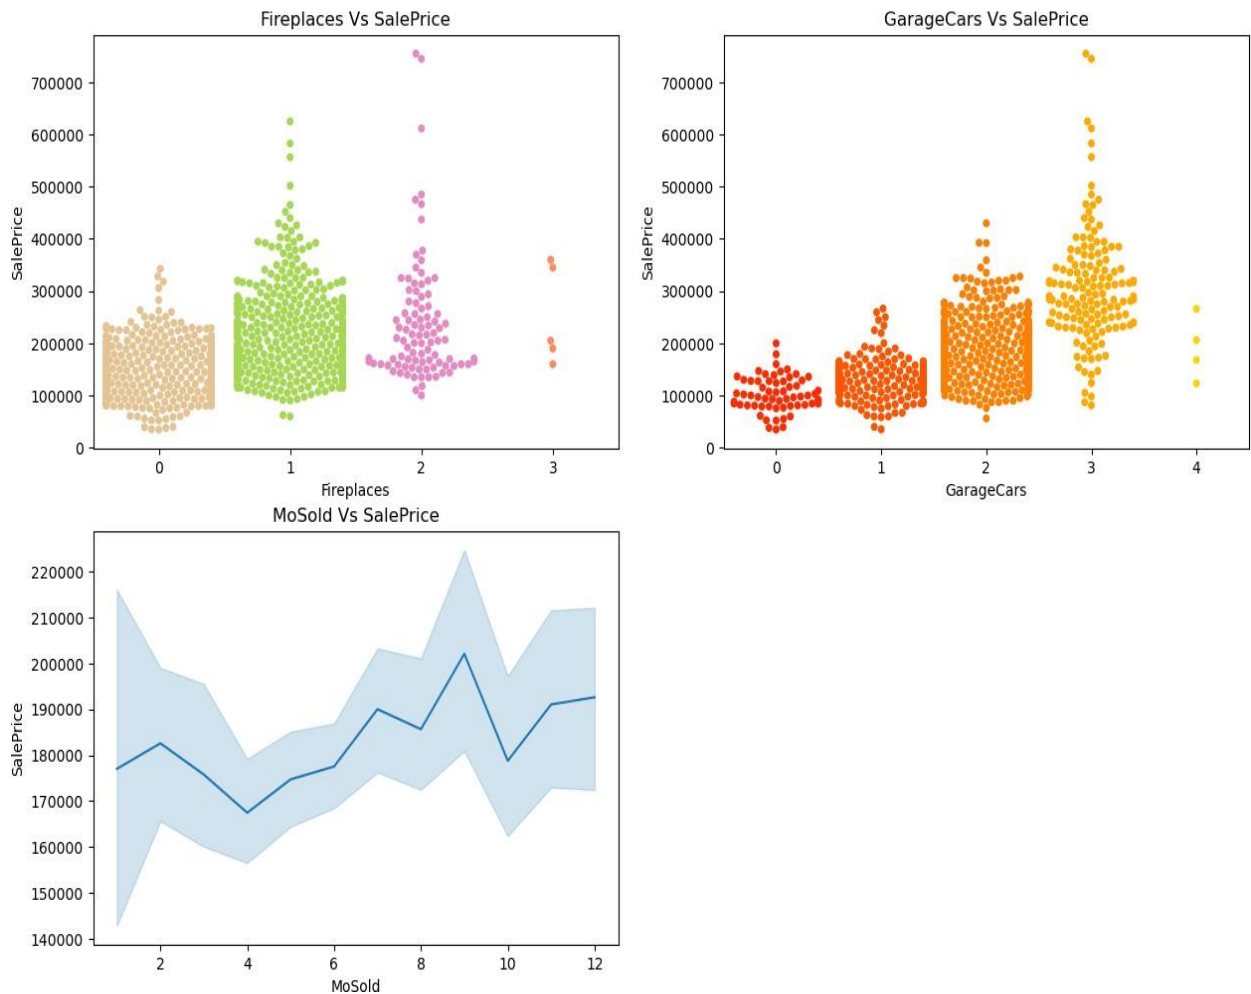 Fireplaces Vs SalePrice
SalePrice
700000
600000
500000
400000
300000
200000
100000
0
0 1 2 3
Fireplaces
GarageCars Vs SalePrice
SalePrice
700000
600000
500000
400000
300000
200000
100000
0
0 1 2 3 4
GarageCars
MoSold Vs SalePrice
SalePrice
220000
210000
200000
190000
180000
170000
160000
150000
140000
2 4 6 8 10 12
MoSold